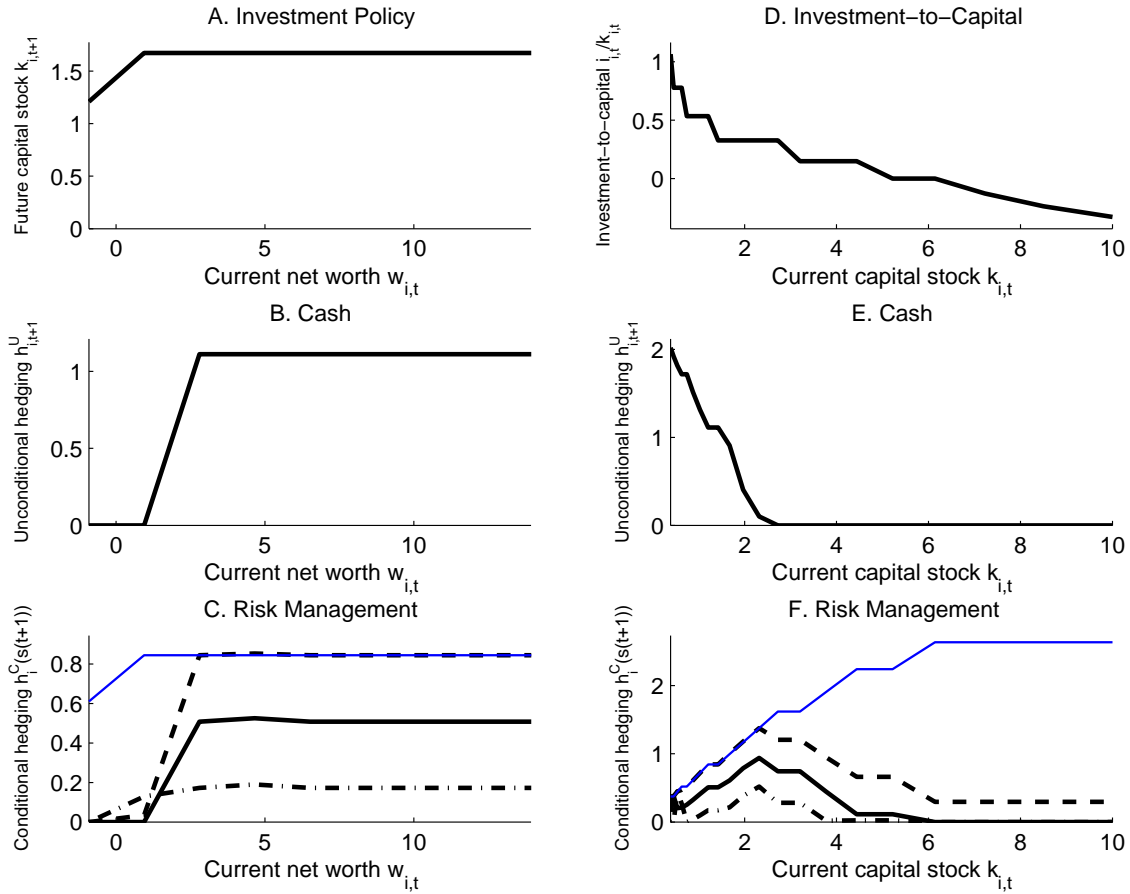 A. Investment Policy
Future capital stock k_{i,t+1}
1.5
1
0.5
0
0 5 10
Current net worth w_{i,t}
B. Cash
Unconditional hedging h^U_{i,t+1}
1
0.5
0
0 5 10
Current net worth w_{i,t}
C. Risk Management
Conditional hedging h^C_i(s(t+1))
0.8
0.6
0.4
0.2
0
0 5 10
Current net worth w_{i,t}
D. Investment−to−Capital
Investment−to−capital i_{i,t}/k_{i,t}
1
0.5
0
2 4 6 8 10
Current capital stock k_{i,t}
E. Cash
Unconditional hedging h^U_{i,t+1}
2
1
0
2 4 6 8 10
Current capital stock k_{i,t}
F. Risk Management
Conditional hedging h^C_i(s(t+1))
2
1
0
2 4 6 8 10
Current capital stock k_{i,t}